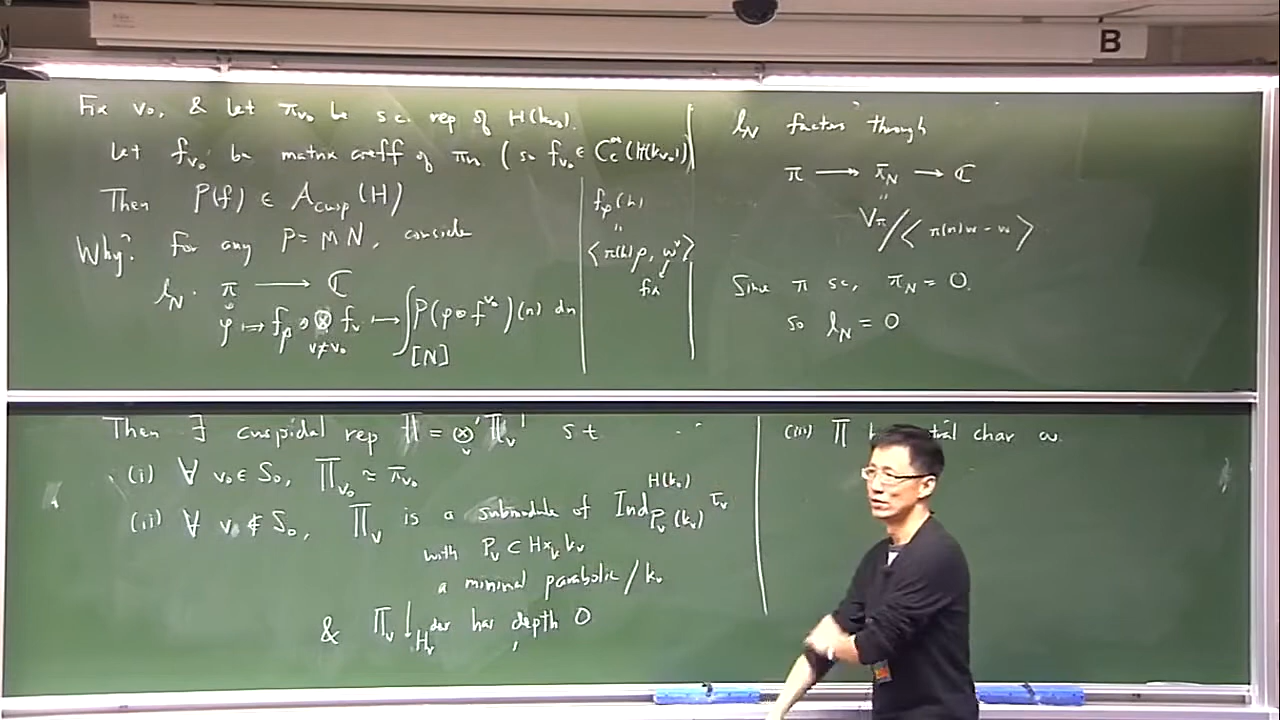 B
Fix v₀, & let π_{v₀} be s.c. rep of H(k_{v₀}).
Let f_{v₀} be matrix coeff of π_{v₀} (so f_{v₀} ∈ C_c^∞(H(k_{v₀}))
Then P(f) ∈ A_{cusp}(H)
Why? For any P = MN, consider
l_N : π ⟶ ℂ
φ ↦ f_φ ⊗_{v≠v₀} f_v ↦ ∫_{[N]} P(φ⊗f^{v₀})(n) dn
f_φ(h)
"
⟨π(h)φ, w^∨⟩
fix
l_N factors through
π ⟶ π_N ⟶ ℂ
"
V_π/⟨π(n)w - w⟩
Since π sc, π_N = 0.
so l_N = 0
Then ∃ cuspidal rep Π = ⊗'_v Π_v s.t.
(i) ∀ v₀ ∈ S₀, Π_{v₀} ≃ π_{v₀}
(ii) ∀ v ∉ S₀, Π_v is a submodule of Ind_{P_v(k_v)}^{H(k_v)} τ_v
with P_v ⊂ H×_k k_v
a minimal parabolic / k_v
& Π_v|_{H_v^{der}} has depth 0
(iii) Π char ω